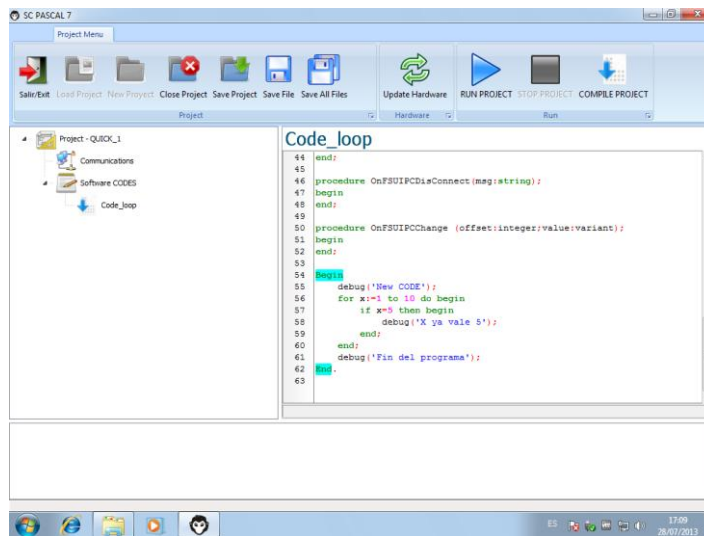 SC PASCAL 7
Project Menu
Salir/Exit Load Project New Proyect Close Project Save Project Save File Save All Files Update Hardware RUN PROJECT STOP PROJECT COMPILE PROJECT
Project Hardware Run
Project - QUICK_1
Communications
Software CODES
Code_loop
Code_loop
44 end;
45
46 procedure OnFSUIPCDisConnect(msg:string);
47 begin
48 end;
49
50 procedure OnFSUIPCChange (offset:integer;value:variant);
51 begin
52 end;
53
54 Begin
55 debug('New CODE');
56 for x:=1 to 10 do begin
57 if x=5 then begin
58 debug('X ya vale 5');
59 end;
60 end;
61 debug('Fin del programa');
62 End.
63
ES 17:09
28/07/2013